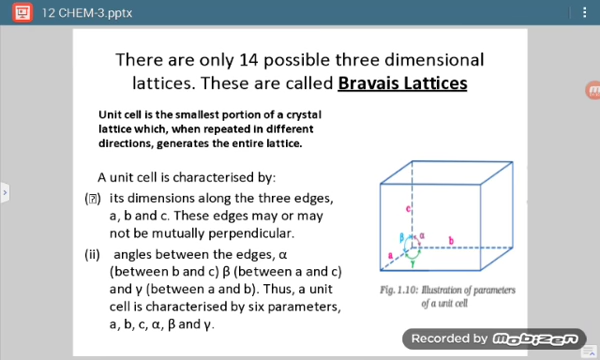 12 CHEM-3.pptx
There are only 14 possible three dimensional
lattices. These are called Bravais Lattices
Unit cell is the smallest portion of a crystal
lattice which, when repeated in different
directions, generates the entire lattice.
A unit cell is characterised by:
(⍰) its dimensions along the three edges,
a, b and c. These edges may or may
not be mutually perpendicular.
(ii) angles between the edges, α
(between b and c) β (between a and c)
and γ (between a and b). Thus, a unit
cell is characterised by six parameters,
a, b, c, α, β and γ.
c
β α b
a
γ
Fig. 1.10: Illustration of parameters
of a unit cell
Recorded by mobizen